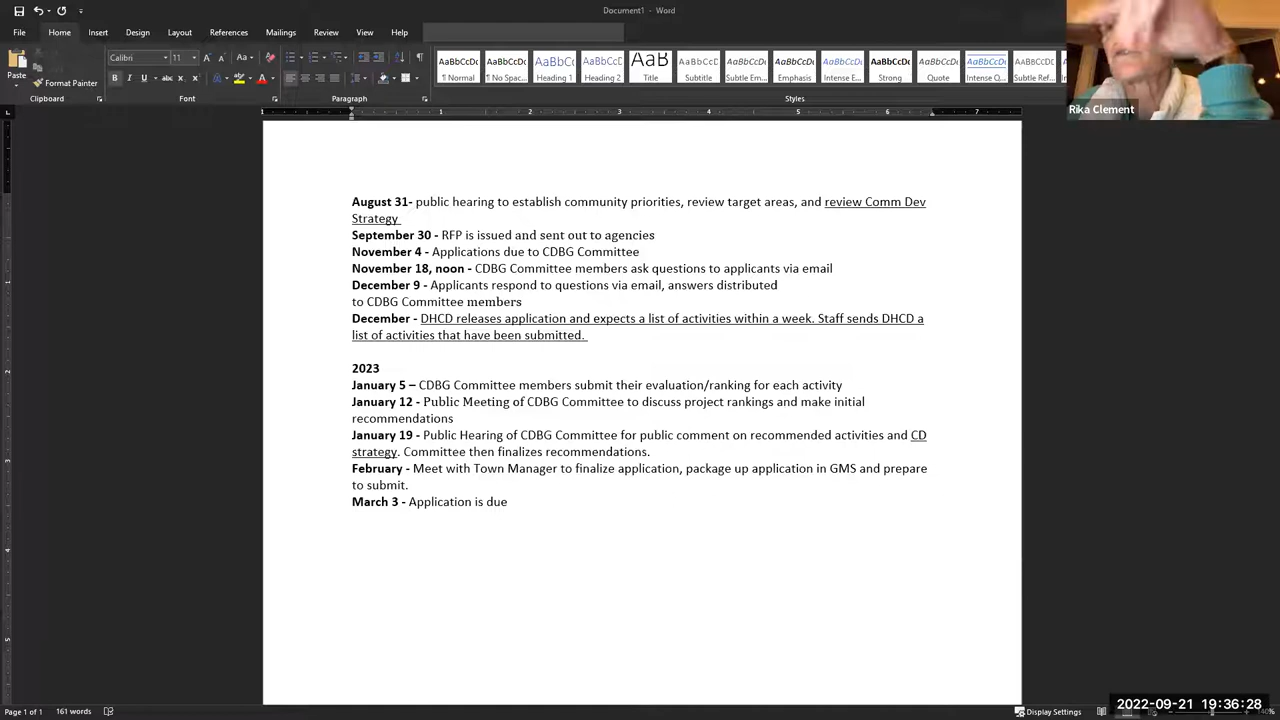 Document1 - Word
File Home Insert Design Layout References Mailings Review View Help
Paste Format Painter
Calibri 11
AaBbCcDc AaBbCcDc AaBbCc AaBbCcC AaB AaBbCcD AaBbCcDc AaBbCcDc AaBbCcDc AaBbCcDc AaBbCcDc AaBbCcDc AaBbCcDc
¶ Normal ¶ No Spac... Heading 1 Heading 2 Title Subtitle Subtle Em... Emphasis Intense E... Strong Quote Intense Q... Subtle Ref...
Clipboard Font Paragraph Styles
Rika Clement
1 1 2 3 4 5 6 7
August 31- public hearing to establish community priorities, review target areas, and review Comm Dev
Strategy
September 30 - RFP is issued and sent out to agencies
November 4 - Applications due to CDBG Committee
November 18, noon - CDBG Committee members ask questions to applicants via email
December 9 - Applicants respond to questions via email, answers distributed
to CDBG Committee members
December - DHCD releases application and expects a list of activities within a week. Staff sends DHCD a
list of activities that have been submitted.
2023
January 5 – CDBG Committee members submit their evaluation/ranking for each activity
January 12 - Public Meeting of CDBG Committee to discuss project rankings and make initial
recommendations
January 19 - Public Hearing of CDBG Committee for public comment on recommended activities and CD
strategy. Committee then finalizes recommendations.
February - Meet with Town Manager to finalize application, package up application in GMS and prepare
to submit.
March 3 - Application is due
Page 1 of 1 161 words Display Settings
2022-09-21 19:36:28